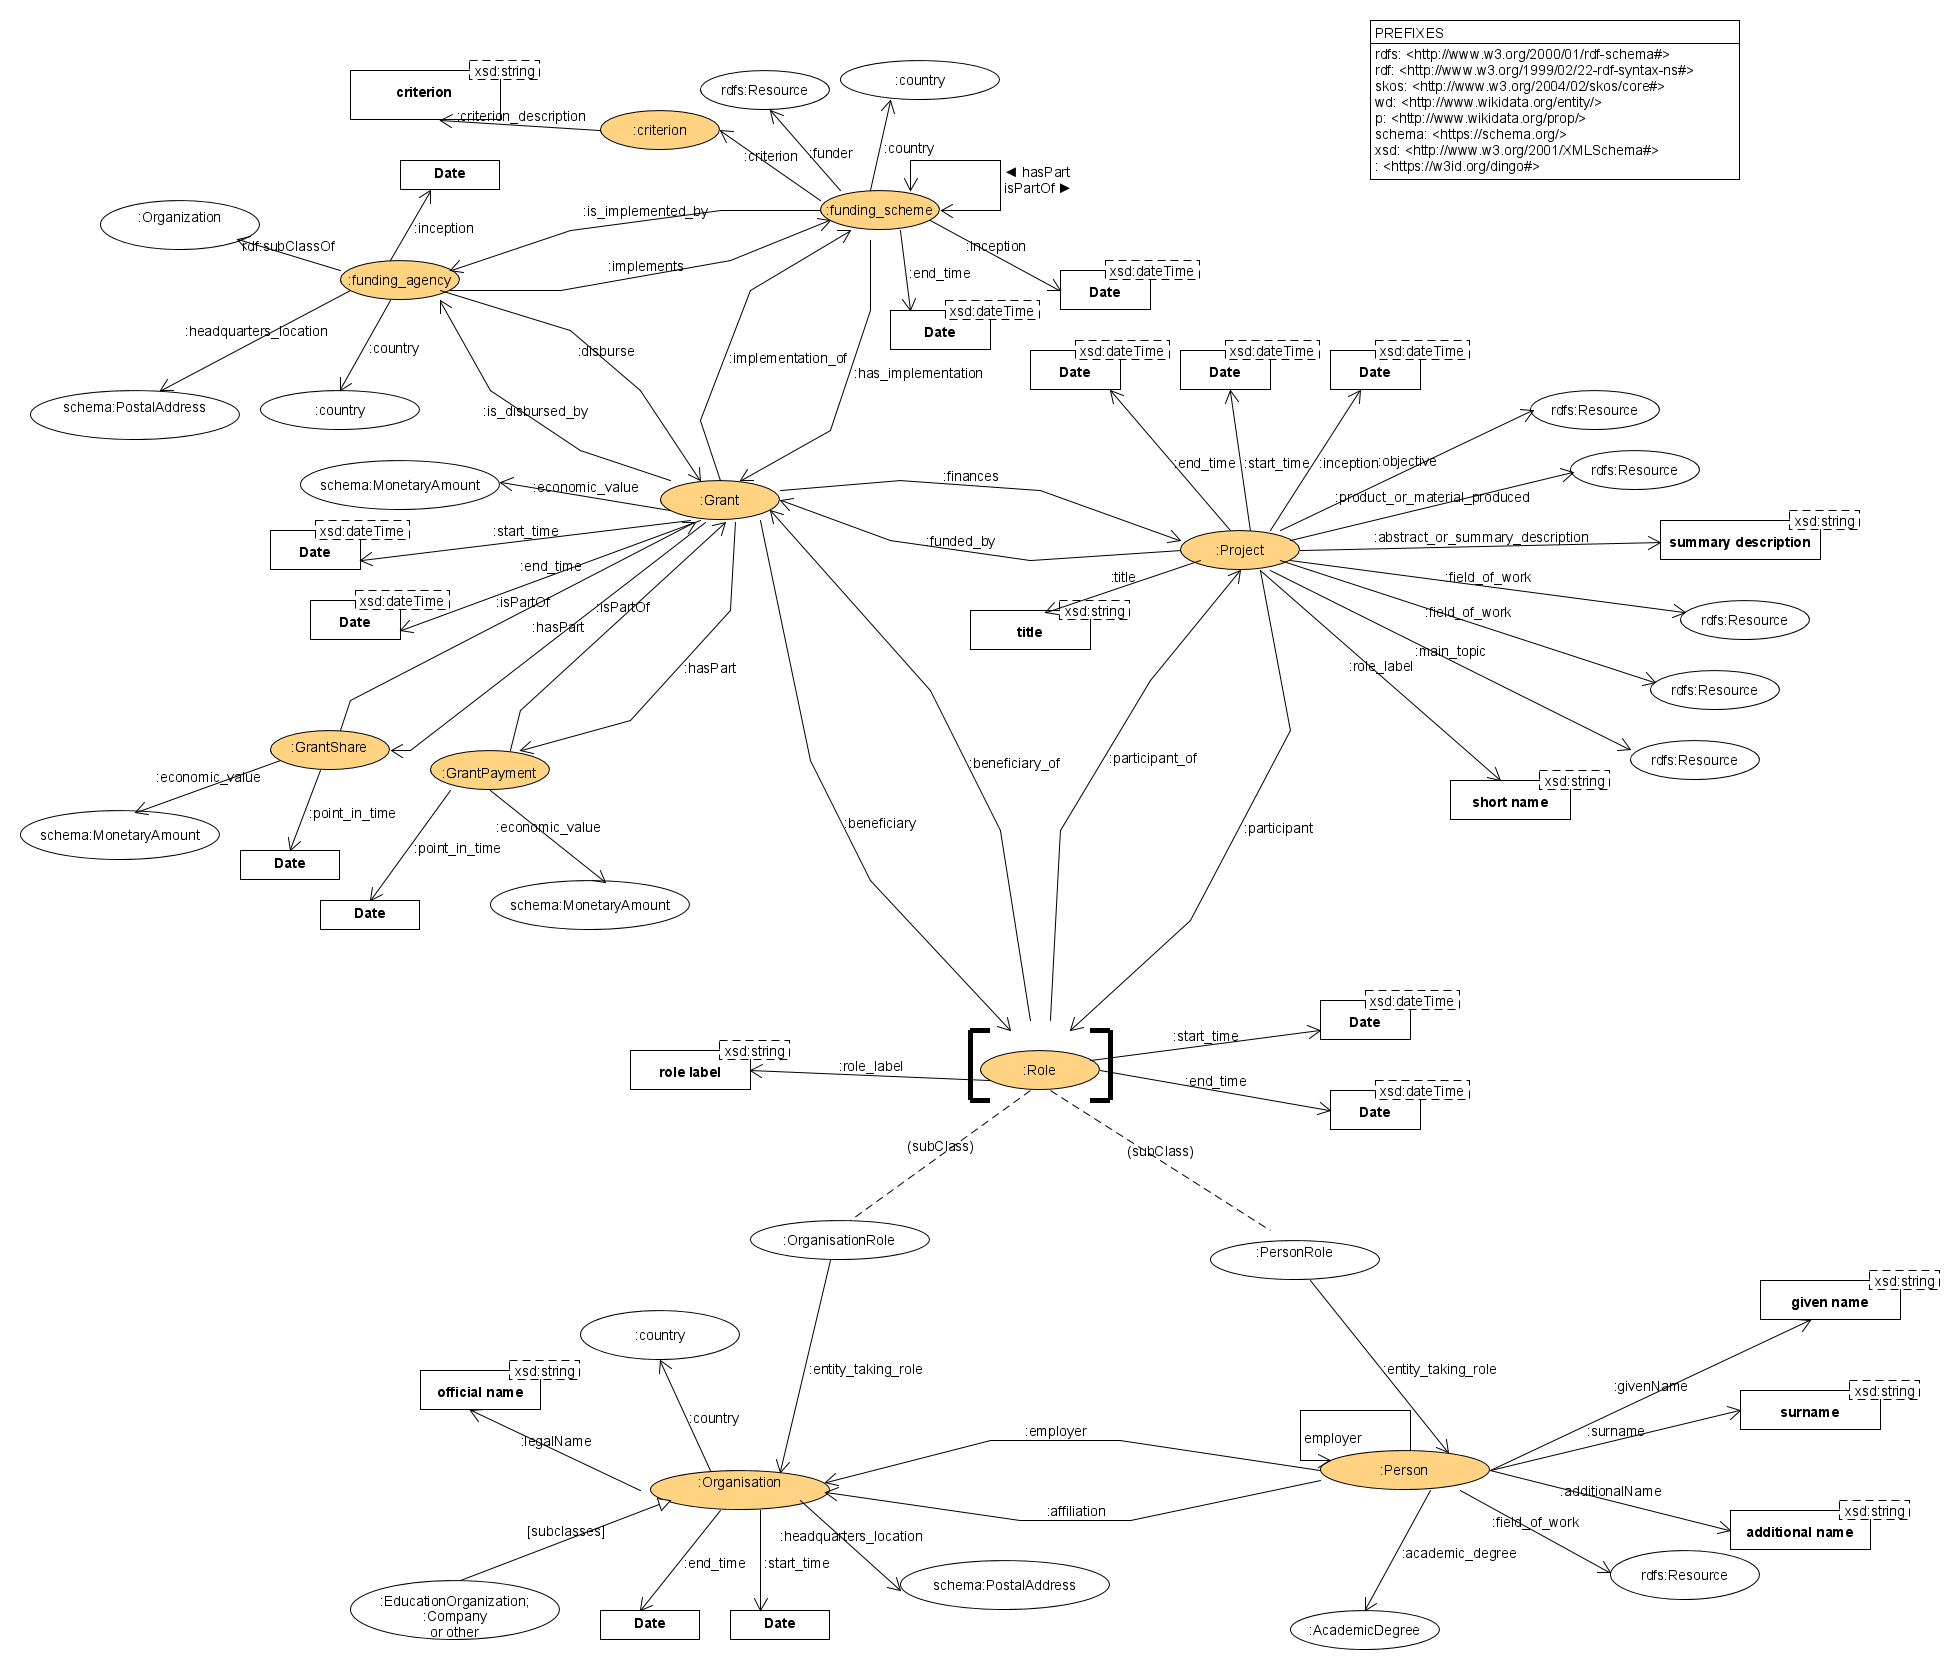 PREFIXES
rdfs: <http://www.w3.org/2000/01/rdf-schema#>
rdf: <http://www.w3.org/1999/02/22-rdf-syntax-ns#>
skos: <http://www.w3.org/2004/02/skos/core#>
wd: <http://www.wikidata.org/entity/>
p: <http://www.wikidata.org/prop/>
schema: <https://schema.org/>
xsd: <http://www.w3.org/2001/XMLSchema#>
: <https://w3id.org/dingo#>
xsd:string
criterion
:criterion_description
:criterion
rdfs:Resource
:country
:criterion
:funder
:country
◄ hasPart
isPartOf ►
Date
:Organization
:inception
rdf:subClassOf
:is_implemented_by
:funding_scheme
:implements
:funding_agency
:end_time
:inception
xsd:dateTime
Date
xsd:dateTime
Date
:headquarters_location
:country
:disburse
:implementation_of
:has_implementation
schema:PostalAddress
:country
:is_disbursed_by
xsd:dateTime
Date
xsd:dateTime
Date
xsd:dateTime
Date
rdfs:Resource
rdfs:Resource
:end_time
:start_time
:inception
:objective
:product_or_material_produced
:abstract_or_summary_description
xsd:string
summary description
schema:MonetaryAmount
:economic_value
:Grant
:finances
:funded_by
:Project
xsd:dateTime
Date
:start_time
:end_time
xsd:dateTime
Date
:isPartOf
:isPartOf
:hasPart
:hasPart
:title
xsd:string
title
:field_of_work
rdfs:Resource
:field_of_work
rdfs:Resource
:main_topic
rdfs:Resource
:role_label
xsd:string
short name
:GrantShare
:GrantPayment
:economic_value
:point_in_time
schema:MonetaryAmount
Date
:economic_value
:point_in_time
Date
schema:MonetaryAmount
:beneficiary_of
:participant_of
:beneficiary
:participant
xsd:dateTime
Date
:start_time
xsd:string
role label
:role_label
:Role
:end_time
xsd:dateTime
Date
(subClass)
(subClass)
:OrganisationRole
:PersonRole
:country
:entity_taking_role
:entity_taking_role
xsd:string
given name
xsd:string
official name
:givenName
xsd:string
surname
:country
:legalName
:employer
employer
:surname
:Organisation
:Person
:additionalName
xsd:string
additional name
:affiliation
:field_of_work
[subclasses]
:headquarters_location
:end_time
:start_time
:academic_degree
rdfs:Resource
schema:PostalAddress
:EducationOrganization;
:Company
or other
Date
Date
:AcademicDegree